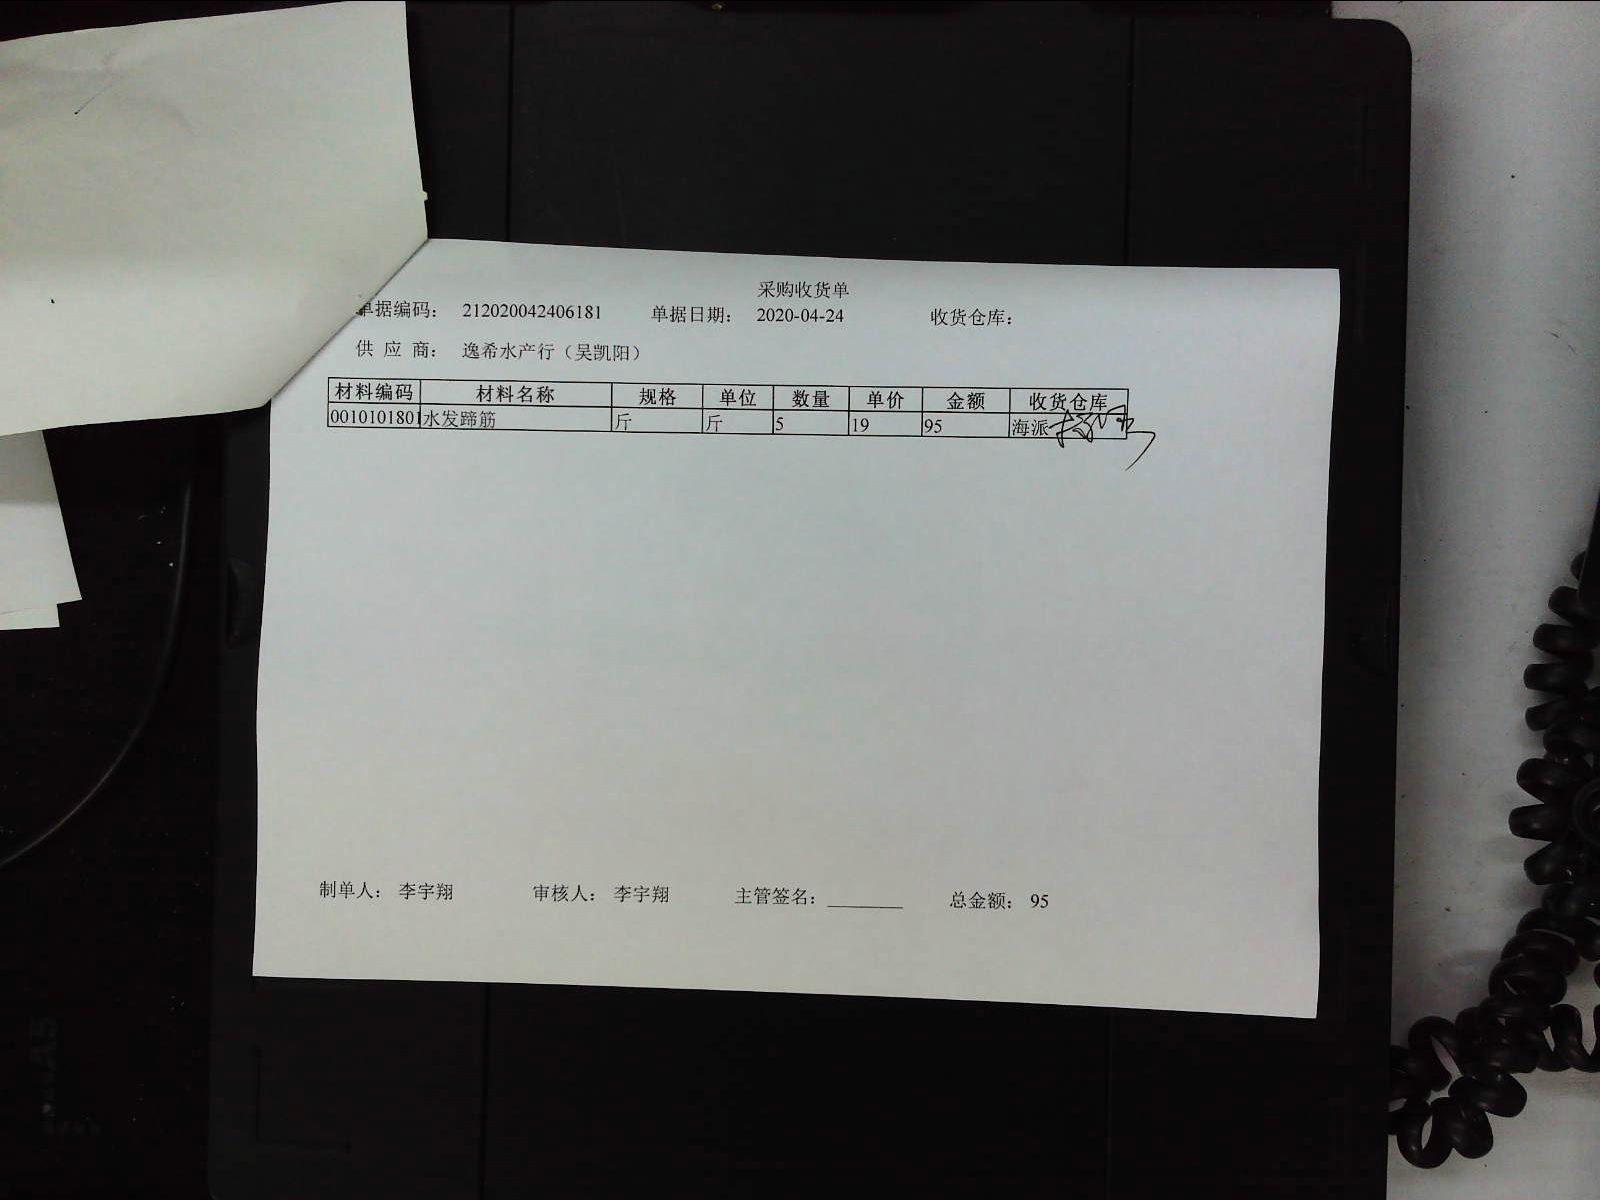 采购收货单
单据编码： 212020042406181 单据日期： 2020-04-24 收货仓库：
供 应 商： 逸希水产行（吴凯阳）
材料编码 材料名称 规格 单位 数量 单价 金额 收货仓库
0010101801 水发蹄筋 斤 斤 5 19 95 海派
制单人： 李宇翔 审核人： 李宇翔 主管签名：________ 总金额： 95